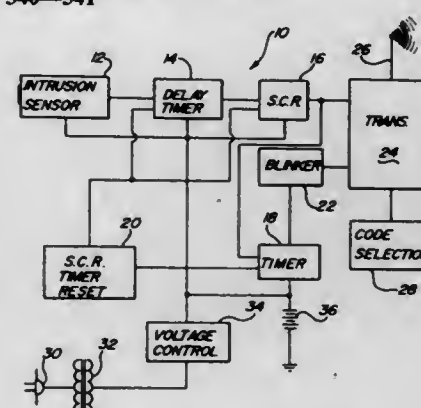 10
12
14
16
26
INTRUSION
SENSOR
DELAY
TIMER
S.C.R.
TRANS.
24
BLINKER
22
20
18
S.C.R.
TIMER
RESET
TIMER
CODE
SELECTION
28
34
36
VOLTAGE
CONTROL
30
32